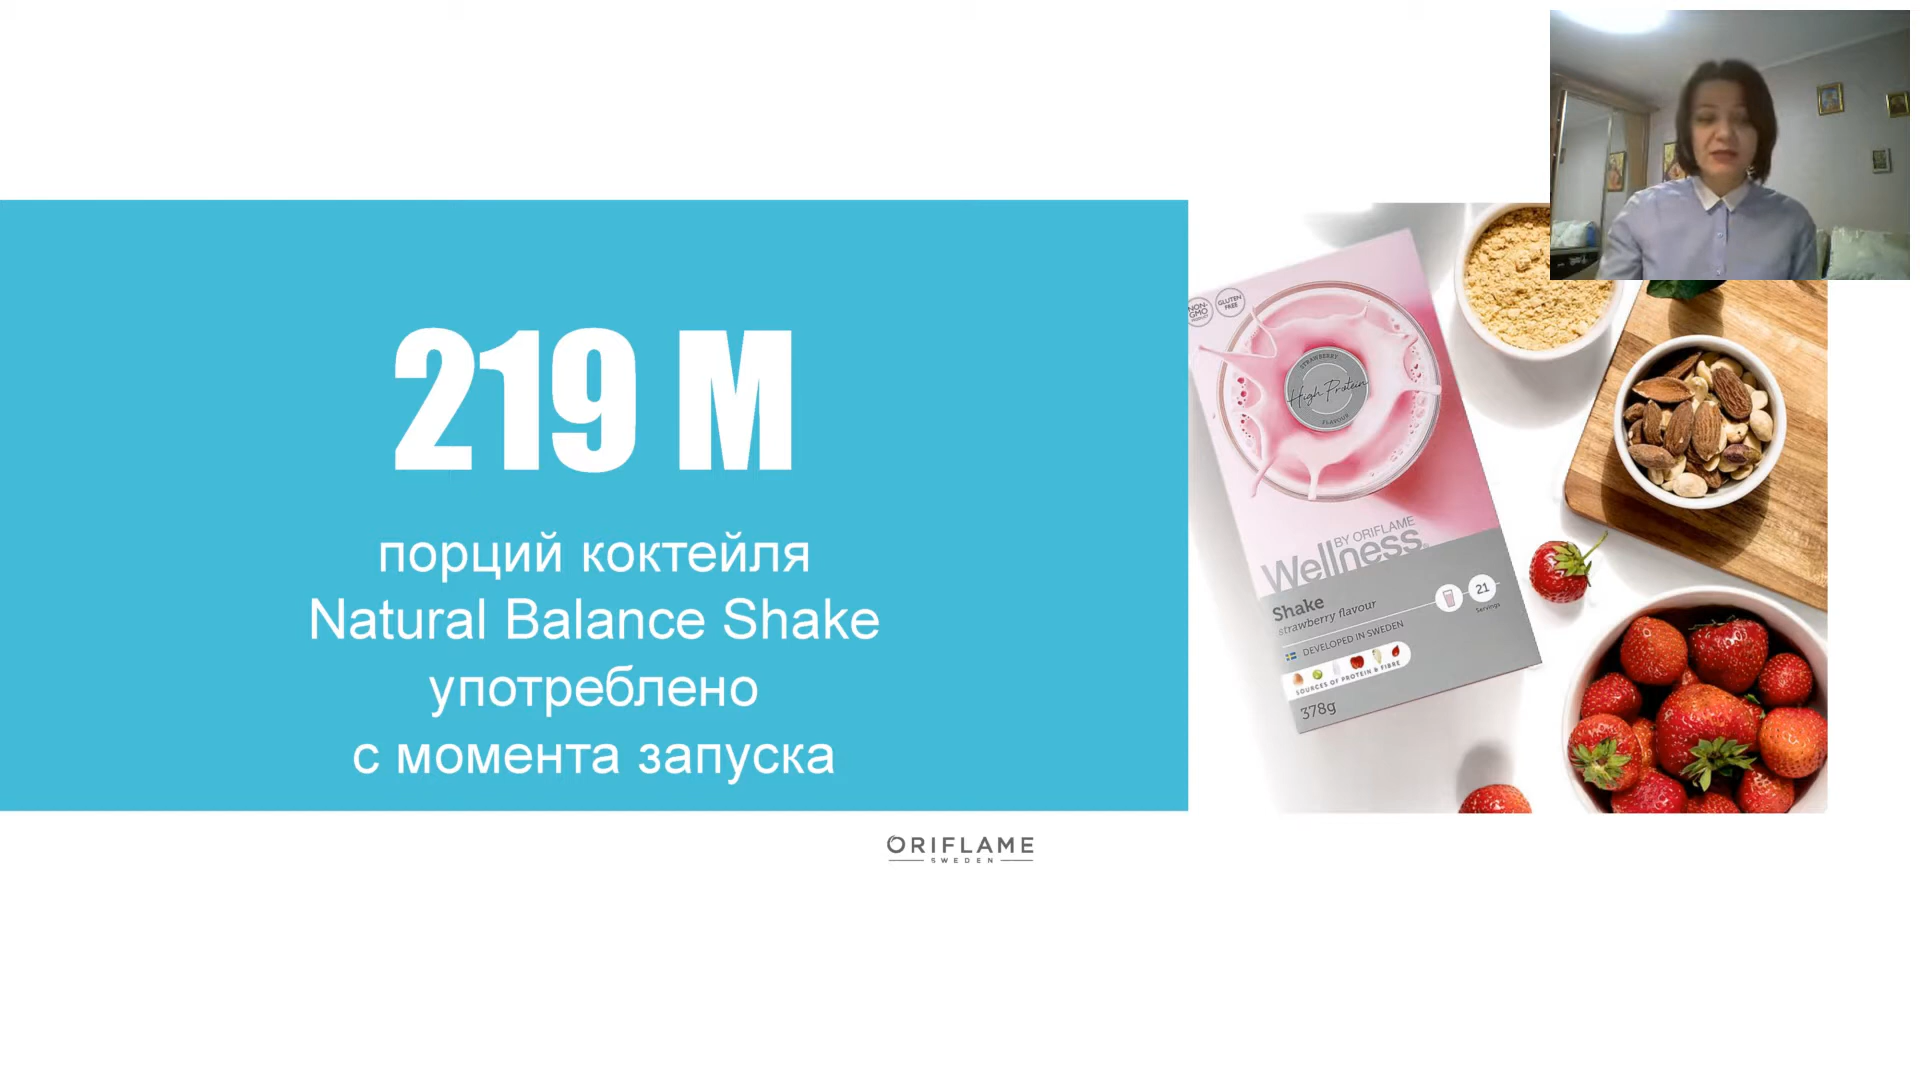 219 M
порций коктейля
Natural Balance Shake
употреблено
с момента запуска
NON-
GMO
GLUTEN
FREE
STRAWBERRY
High Protein
FLAVOUR
BY ORIFLAME
Wellness
Shake
strawberry flavour
21
Servings
DEVELOPED IN SWEDEN
SOURCES OF PROTEIN & FIBRE
378g
ORIFLAME
SWEDEN